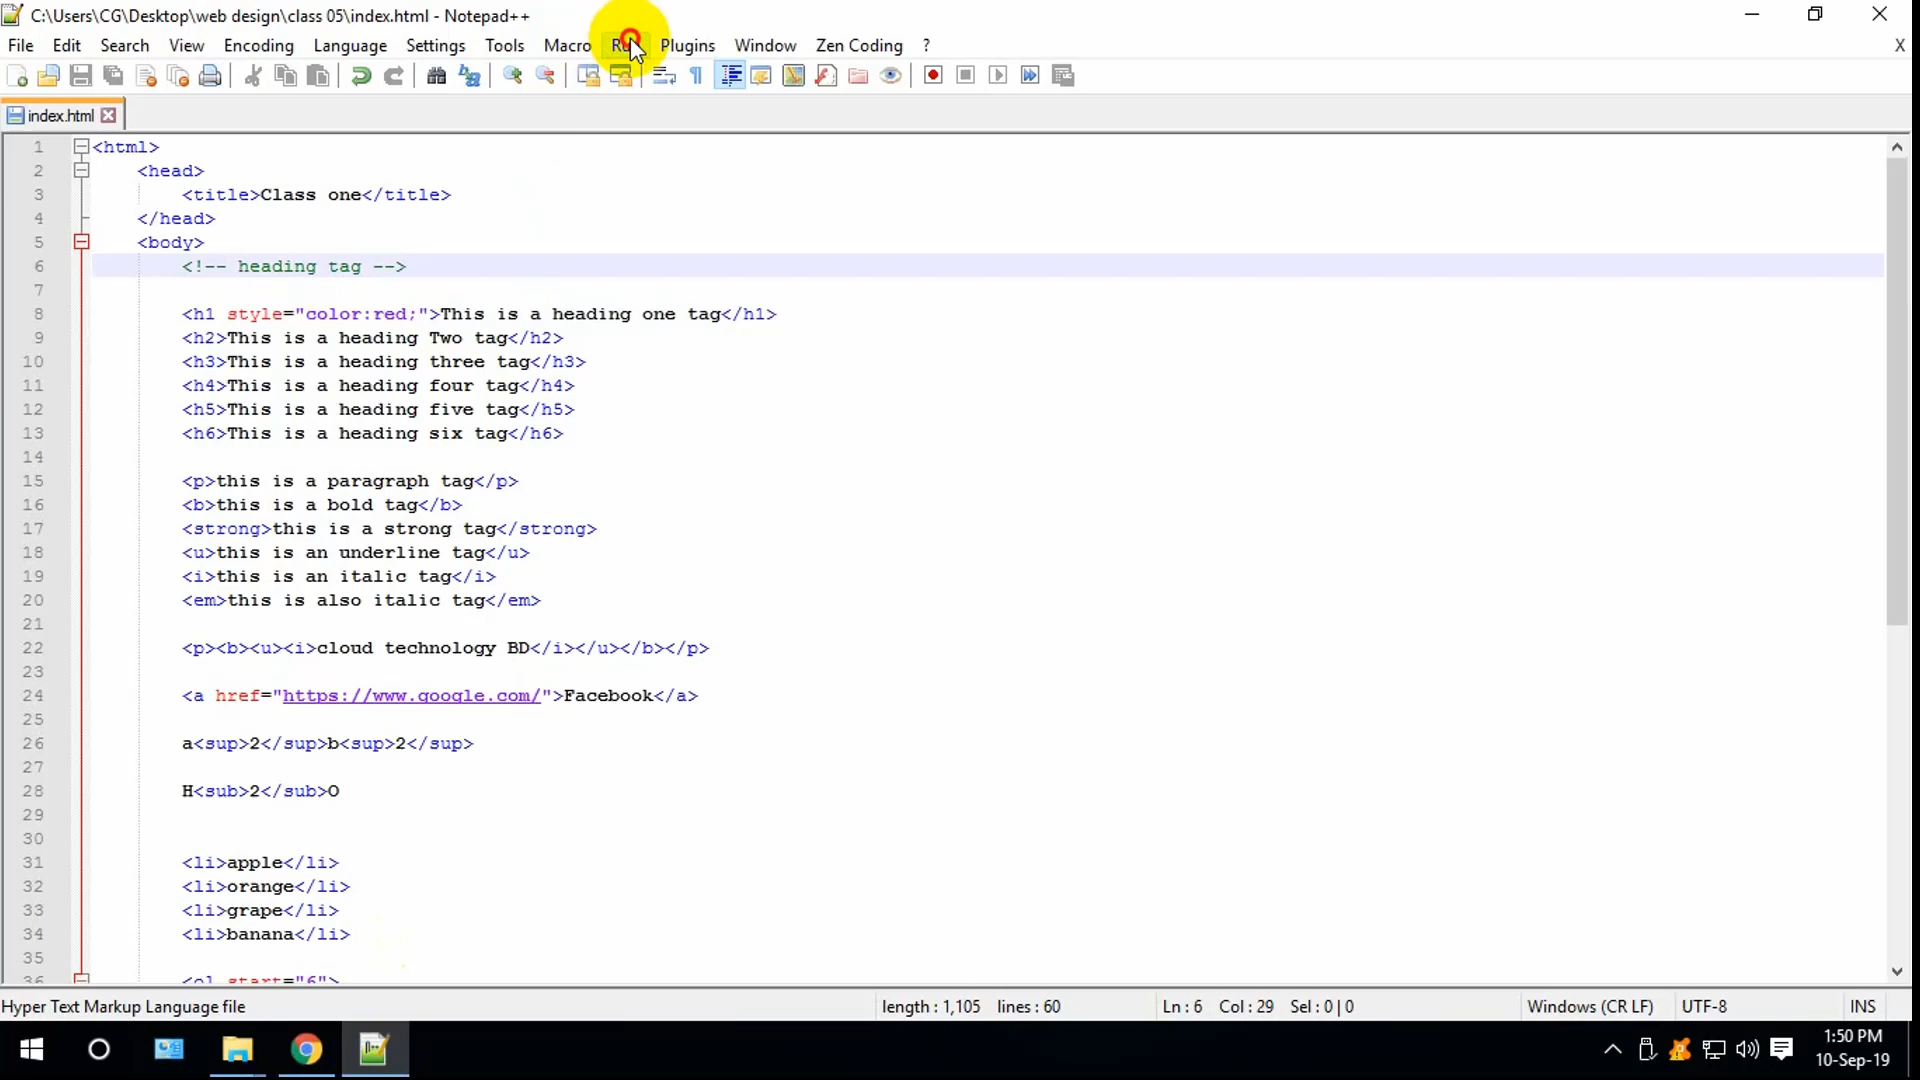 C:\Users\CG\Desktop\web design\class 05\index.html - Notepad++
File Edit Search View Encoding Language Settings Tools Macro Plugins Window Zen Coding ? X
index.html
1 <html>
2 <head>
3 <title>Class one</title>
4 </head>
5 <body>
6 <!-- heading tag -->
7
8 <h1 style="color:red;">This is a heading one tag</h1>
9 <h2>This is a heading Two tag</h2>
10 <h3>This is a heading three tag</h3>
11 <h4>This is a heading four tag</h4>
12 <h5>This is a heading five tag</h5>
13 <h6>This is a heading six tag</h6>
14
15 <p>this is a paragraph tag</p>
16 <b>this is a bold tag</b>
17 <strong>this is a strong tag</strong>
18 <u>this is an underline tag</u>
19 <i>this is an italic tag</i>
20 <em>this is also italic tag</em>
21
22 <p><b><u><i>cloud technology BD</i></u></b></p>
23
24 <a href="https://www.google.com/">Facebook</a>
25
26 a<sup>2</sup>b<sup>2</sup>
27
28 H<sub>2</sub>O
29
30
31 <li>apple</li>
32 <li>orange</li>
33 <li>grape</li>
34 <li>banana</li>
35
36 <ol start="6">
Hyper Text Markup Language file length : 1,105 lines : 60 Ln : 6 Col : 29 Sel : 0 | 0 Windows (CR LF) UTF-8 INS
1:50 PM
10-Sep-19